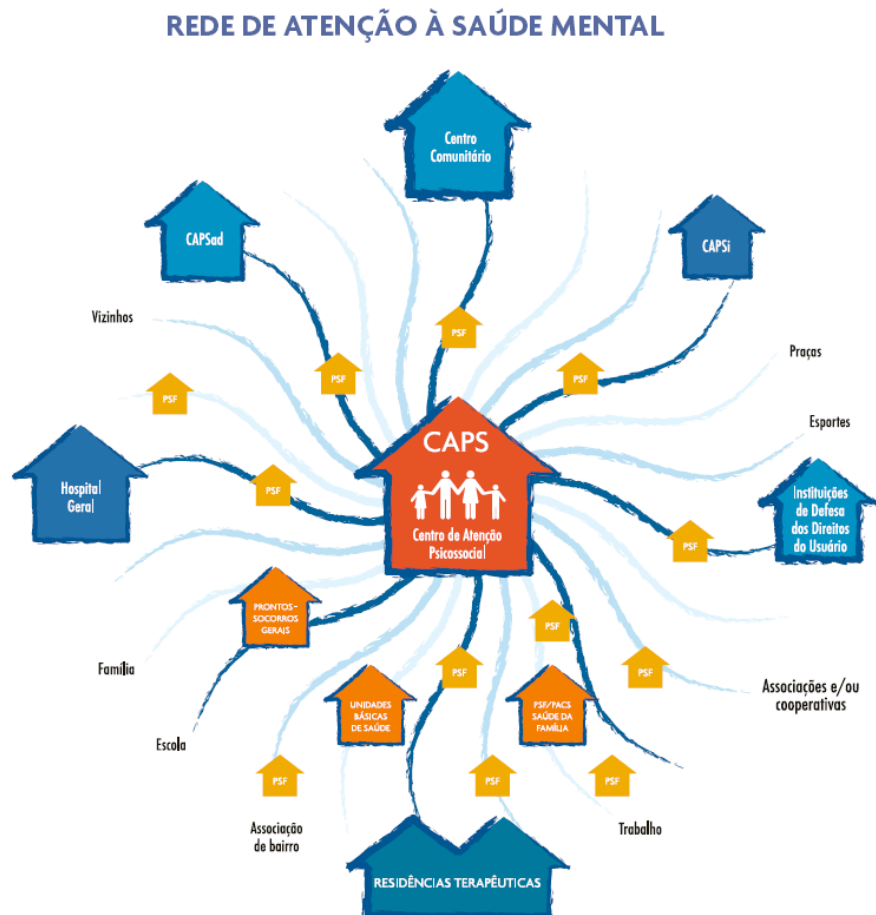 REDE DE ATENÇÃO À SAÚDE MENTAL
Centro
Comunitário
CAPSad
CAPSi
Vizinhos
PSF
PSF
PSF
Praças
PSF
Esportes
CAPS
Centro de Atenção
Psicossocial
Hospital
Geral
PSF
Instituições
de Defesa
dos Direitos
do Usuário
PSF
PRONTOS-
SOCORROS
GERAIS
PSF
Família
PSF
PSF
Associações e/ou
cooperativas
UNIDADES
BÁSICAS
DE SAÚDE
PSF/PACS
SAÚDE DA
FAMÍLIA
Escola
PSF
PSF
PSF
Associação
de bairro
Trabalho
RESIDÊNCIAS TERAPÊUTICAS